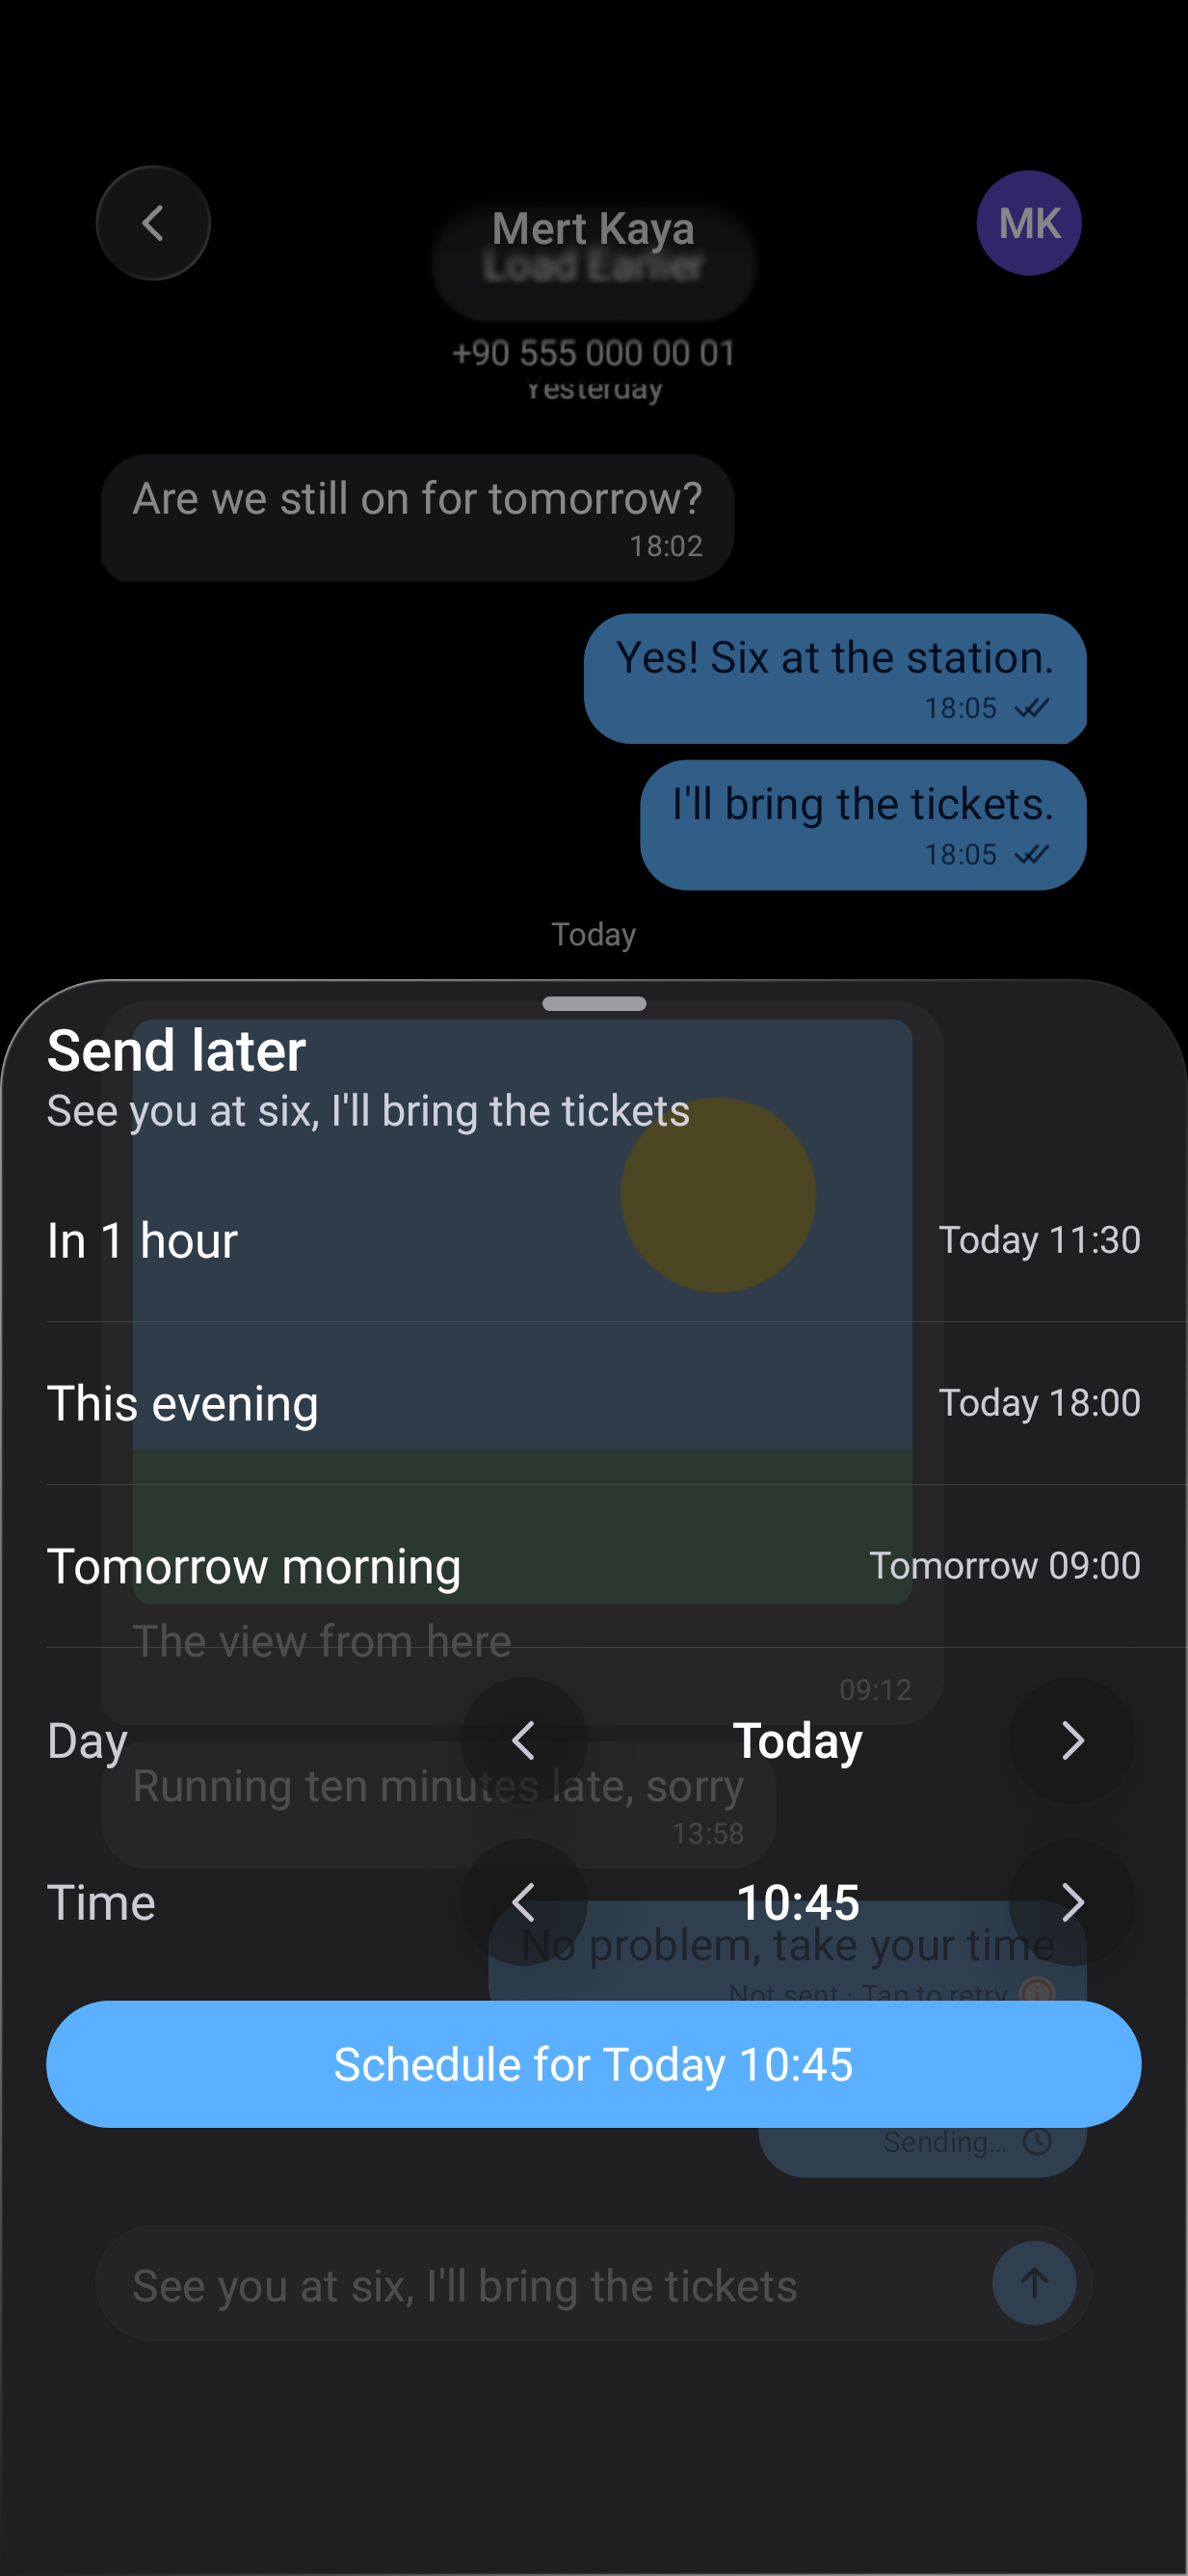 Mert Kaya
MK
Load Earlier
+90 555 000 00 01
Yesterday
Are we still on for tomorrow?
18:02
Yes! Six at the station.
18:05
I'll bring the tickets.
18:05
Today
Send later
See you at six, I'll bring the tickets
In 1 hour Today 11:30
This evening Today 18:00
Tomorrow morning Tomorrow 09:00
The view from here
09:12
Day Today
Running ten minutes late, sorry
13:58
Time 10:45
No problem, take your time
Not sent · Tap to retry
Schedule for Today 10:45
Sending…
See you at six, I'll bring the tickets